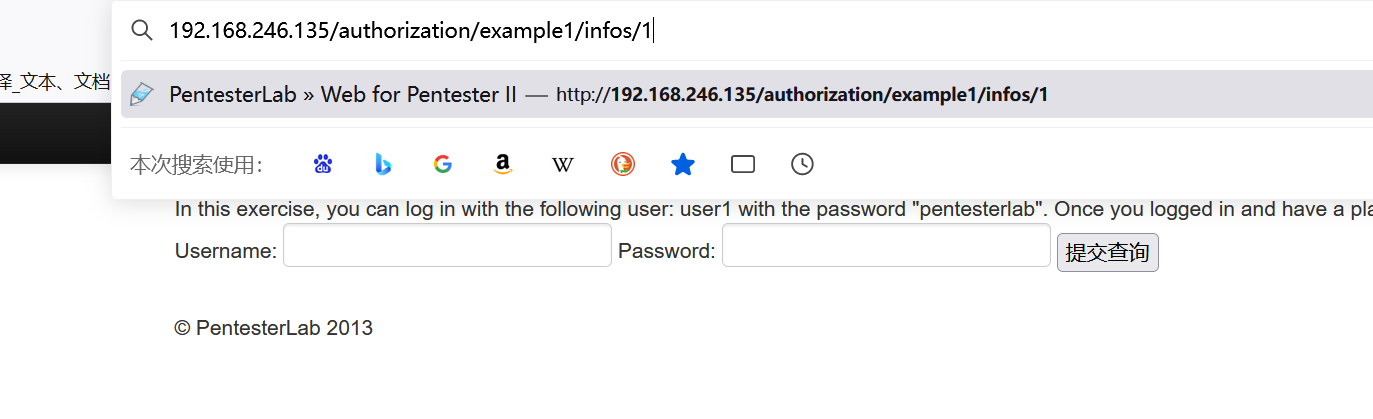 192.168.246.135/authorization/example1/infos/1
译_文本、文档
PentesterLab » Web for Pentester II — http://192.168.246.135/authorization/example1/infos/1
本次搜索使用：
In this exercise, you can log in with the following user: user1 with the password "pentesterlab". Once you logged in and have a
Username: Password: 提交查询
© PentesterLab 2013